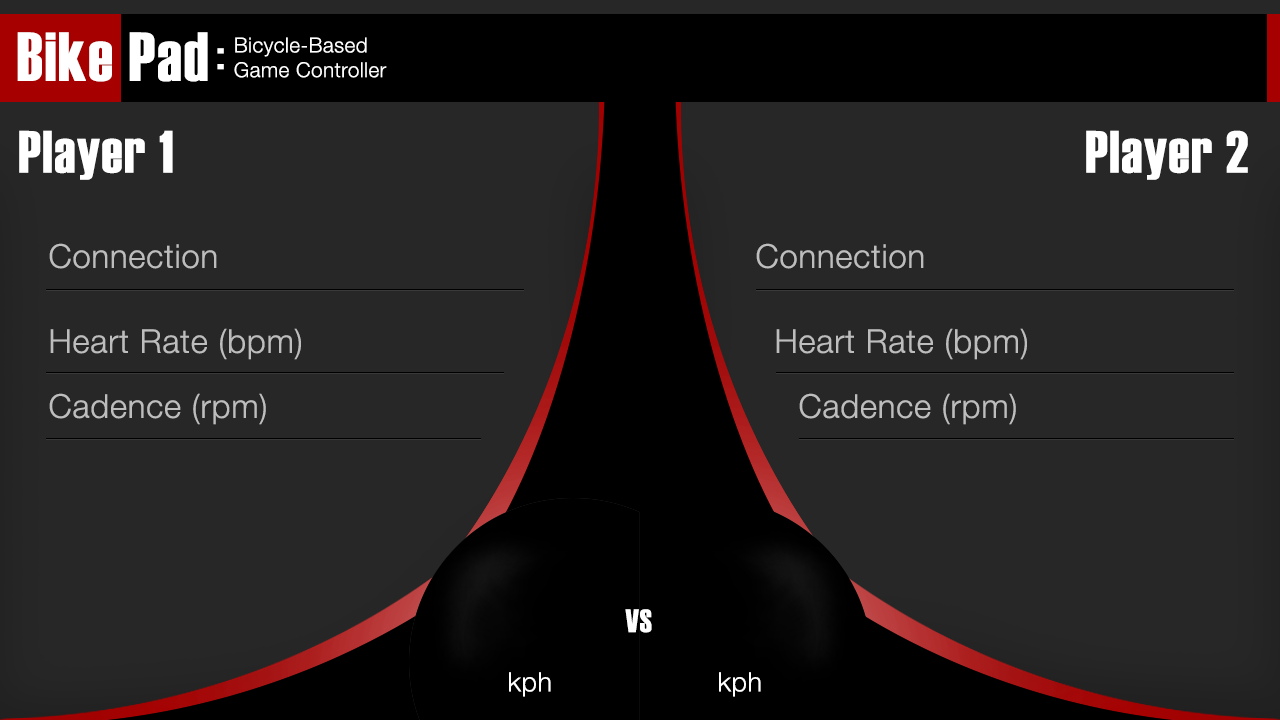 Bike Pad : Bicycle-Based
Game Controller
Player 1
Player 2
Connection
Connection
Heart Rate (bpm)
Heart Rate (bpm)
Cadence (rpm)
Cadence (rpm)
VS
kph
kph